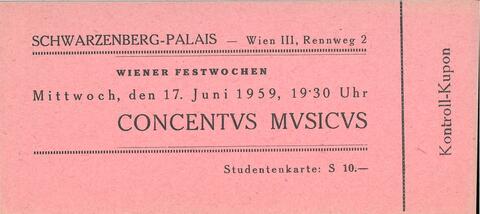 SCHWARZENBERG-PALAIS — Wien III, Rennweg 2
WIENER FESTWOCHEN
Mittwoch, den 17. Juni 1959, 19·30 Uhr
CONCENTVS MVSICVS
Studentenkarte: S 10.—
Kontroll-Kupon